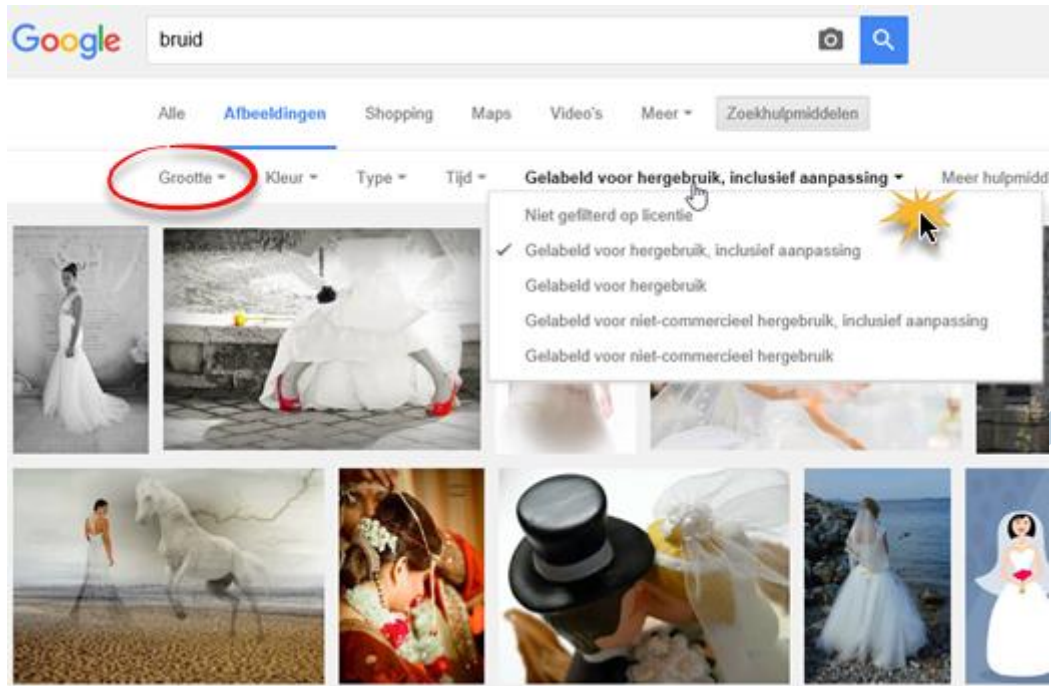 Google bruid
Alle Afbeeldingen Shopping Maps Video's Meer Zoekhulpmiddelen
Grootte Kleur Type Tijd Gelabeld voor hergebruik, inclusief aanpassing Meer hulpmidd
Niet gefilterd op licentie
Gelabeld voor hergebruik, inclusief aanpassing
Gelabeld voor hergebruik
Gelabeld voor niet-commercieel hergebruik, inclusief aanpassing
Gelabeld voor niet-commercieel hergebruik